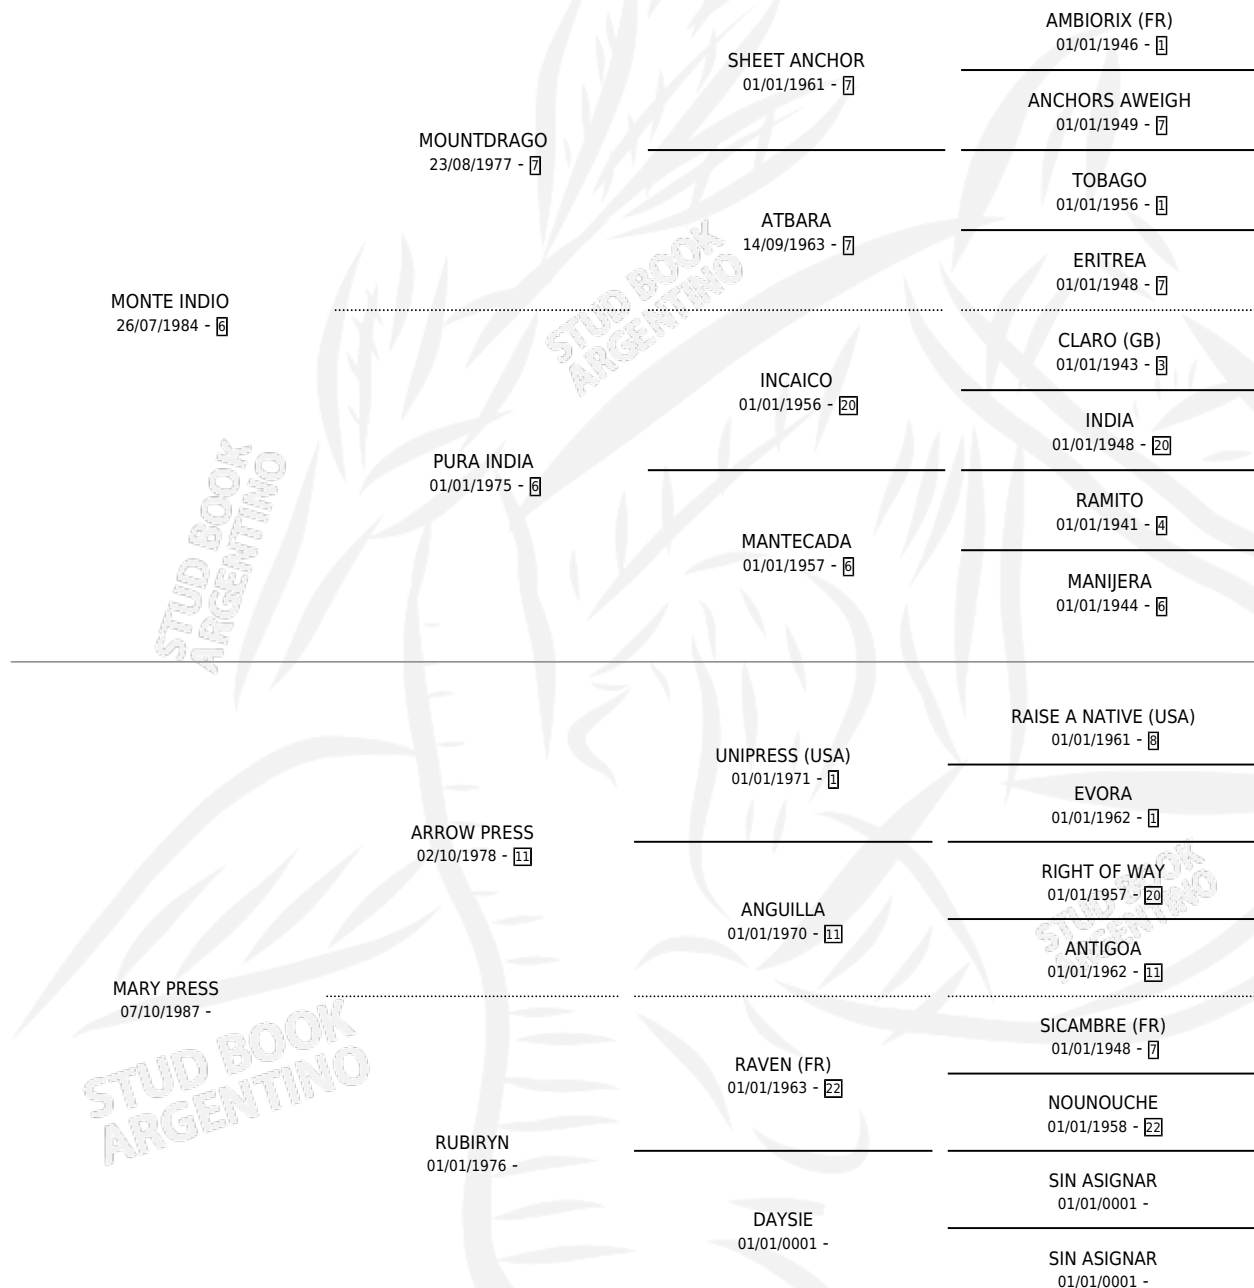 AMBIORIX (FR)
01/01/1946 - 1
SHEET ANCHOR
01/01/1961 - 7
ANCHORS AWEIGH
01/01/1949 - 7
MOUNTDRAGO
23/08/1977 - 7
TOBAGO
01/01/1956 - 1
ATBARA
14/09/1963 - 7
ERITREA
01/01/1948 - 7
MONTE INDIO
26/07/1984 - 6
CLARO (GB)
01/01/1943 - 3
INCAICO
01/01/1956 - 20
INDIA
01/01/1948 - 20
PURA INDIA
01/01/1975 - 6
RAMITO
01/01/1941 - 4
MANTECADA
01/01/1957 - 6
MANIJERA
01/01/1944 - 6
RAISE A NATIVE (USA)
01/01/1961 - 8
UNIPRESS (USA)
01/01/1971 - 1
EVORA
01/01/1962 - 1
ARROW PRESS
02/10/1978 - 11
RIGHT OF WAY
01/01/1957 - 20
ANGUILLA
01/01/1970 - 11
ANTIGOA
01/01/1962 - 11
MARY PRESS
07/10/1987 -
SICAMBRE (FR)
01/01/1948 - 7
RAVEN (FR)
01/01/1963 - 22
NOUNOUCHE
01/01/1958 - 22
RUBIRYN
01/01/1976 -
SIN ASIGNAR
01/01/0001 -
DAYSIE
01/01/0001 -
SIN ASIGNAR
01/01/0001 -
STUD BOOK
ARGENTINO
STUD BOOK
ARGENTINO
STUD BOOK
ARGENTINO
STUD BOOK
ARGENTINO